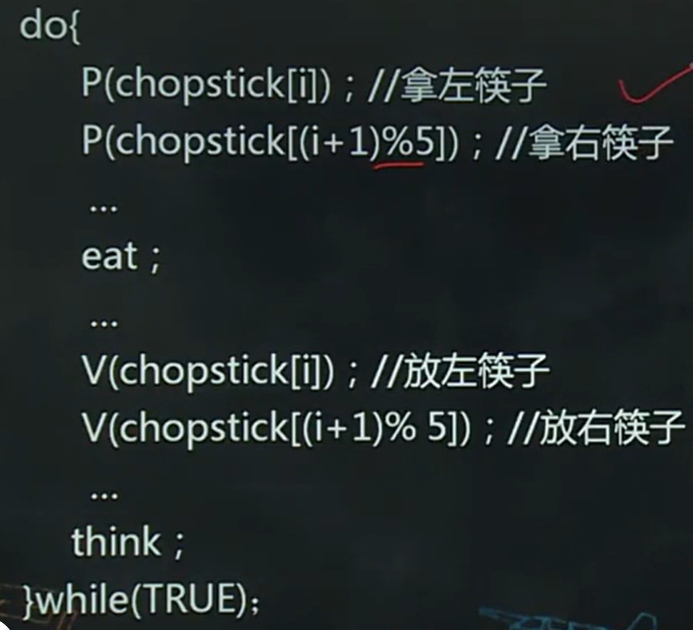 do{
P(chopstick[i])；//拿左筷子
P(chopstick[(i+1)%5])；//拿右筷子
...
eat；
...
V(chopstick[i])；//放左筷子
V(chopstick[(i+1)% 5])；//放右筷子
...
think；
}while(TRUE);